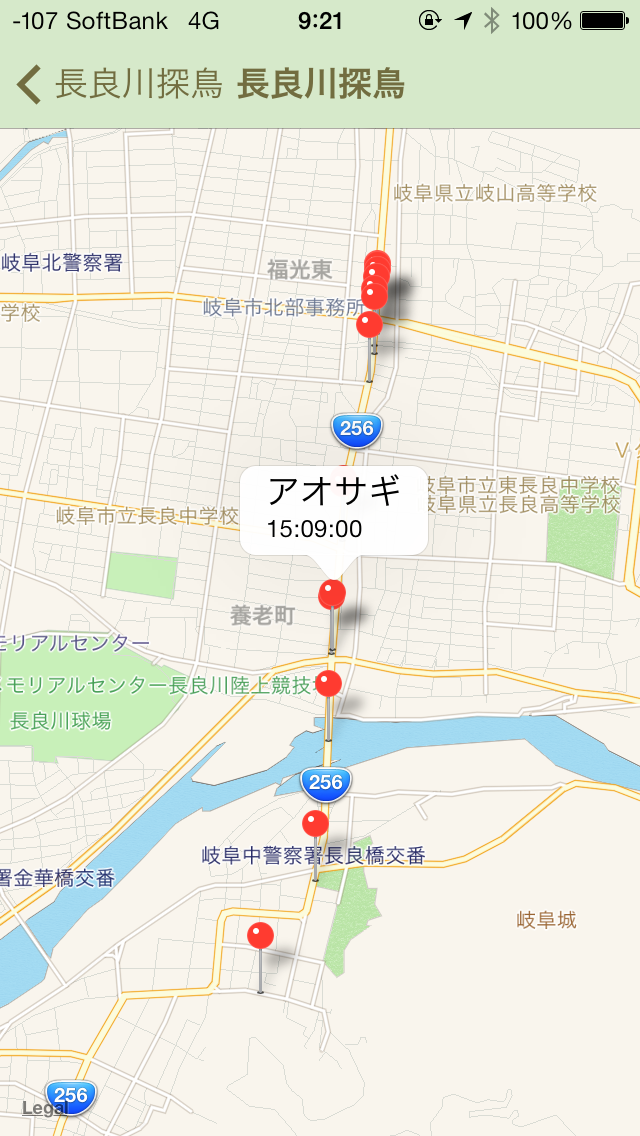 -107 SoftBank 4G 9:21 100%
長良川探鳥 長良川探鳥
岐阜県立岐山高等学校
岐阜北警察署
福光東
学校
岐阜市北部事務所
256
アオサギ
15:09:00
岐阜市立東長良中学校
岐阜県立長良高等学校
岐阜市立長良中学校
養老町
モリアルセンター
モリアルセンター長良川陸上競技場
長良川球場
256
岐阜中警察署長良橋交番
署金華橋交番
岐阜城
256
Legal